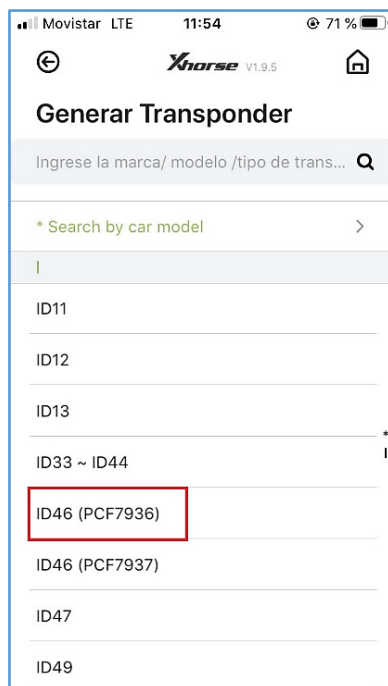 Movistar LTE 11:54 71 %
Xhorse V1.9.5
Generar Transponder
Ingrese la marca/ modelo /tipo de trans...
* Search by car model
I
ID11
ID12
ID13
ID33 ~ ID44
*
I
ID46 (PCF7936)
ID46 (PCF7937)
ID47
ID49